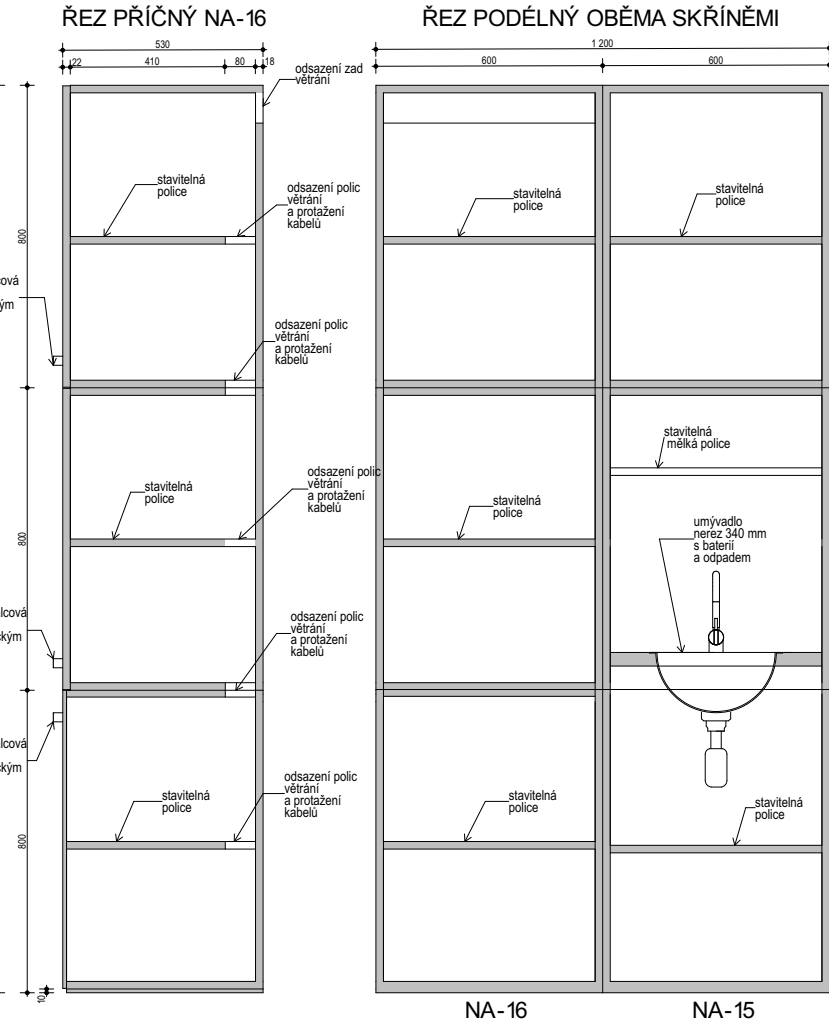 ŘEZ PŘÍČNÝ NA-16
ŘEZ PODÉLNÝ OBĚMA SKŘÍNĚMI
530
22
410
80
18
1 200
600
600
odsazení zad
větrání
stavitelná
police
odsazení polic
větrání
a protažení
kabelů
stavitelná
police
stavitelná
police
800
odsazení polic
větrání
a protažení
kabelů
stavitelná
mělká police
stavitelná
police
odsazení polic
větrání
a protažení
kabelů
stavitelná
police
umývadlo
nerez 340 mm
s baterií
a odpadem
800
odsazení polic
větrání
a protažení
kabelů
stavitelná
police
odsazení polic
větrání
a protažení
kabelů
stavitelná
police
stavitelná
police
800
10
NA-16
NA-15